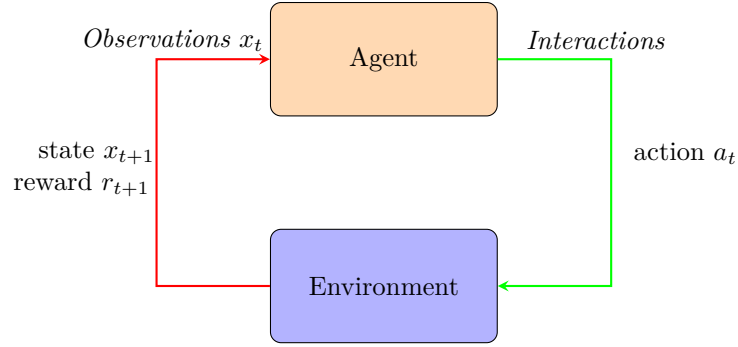 Observations x_t
Agent
Interactions
state x_{t+1}
reward r_{t+1}
action a_t
Environment